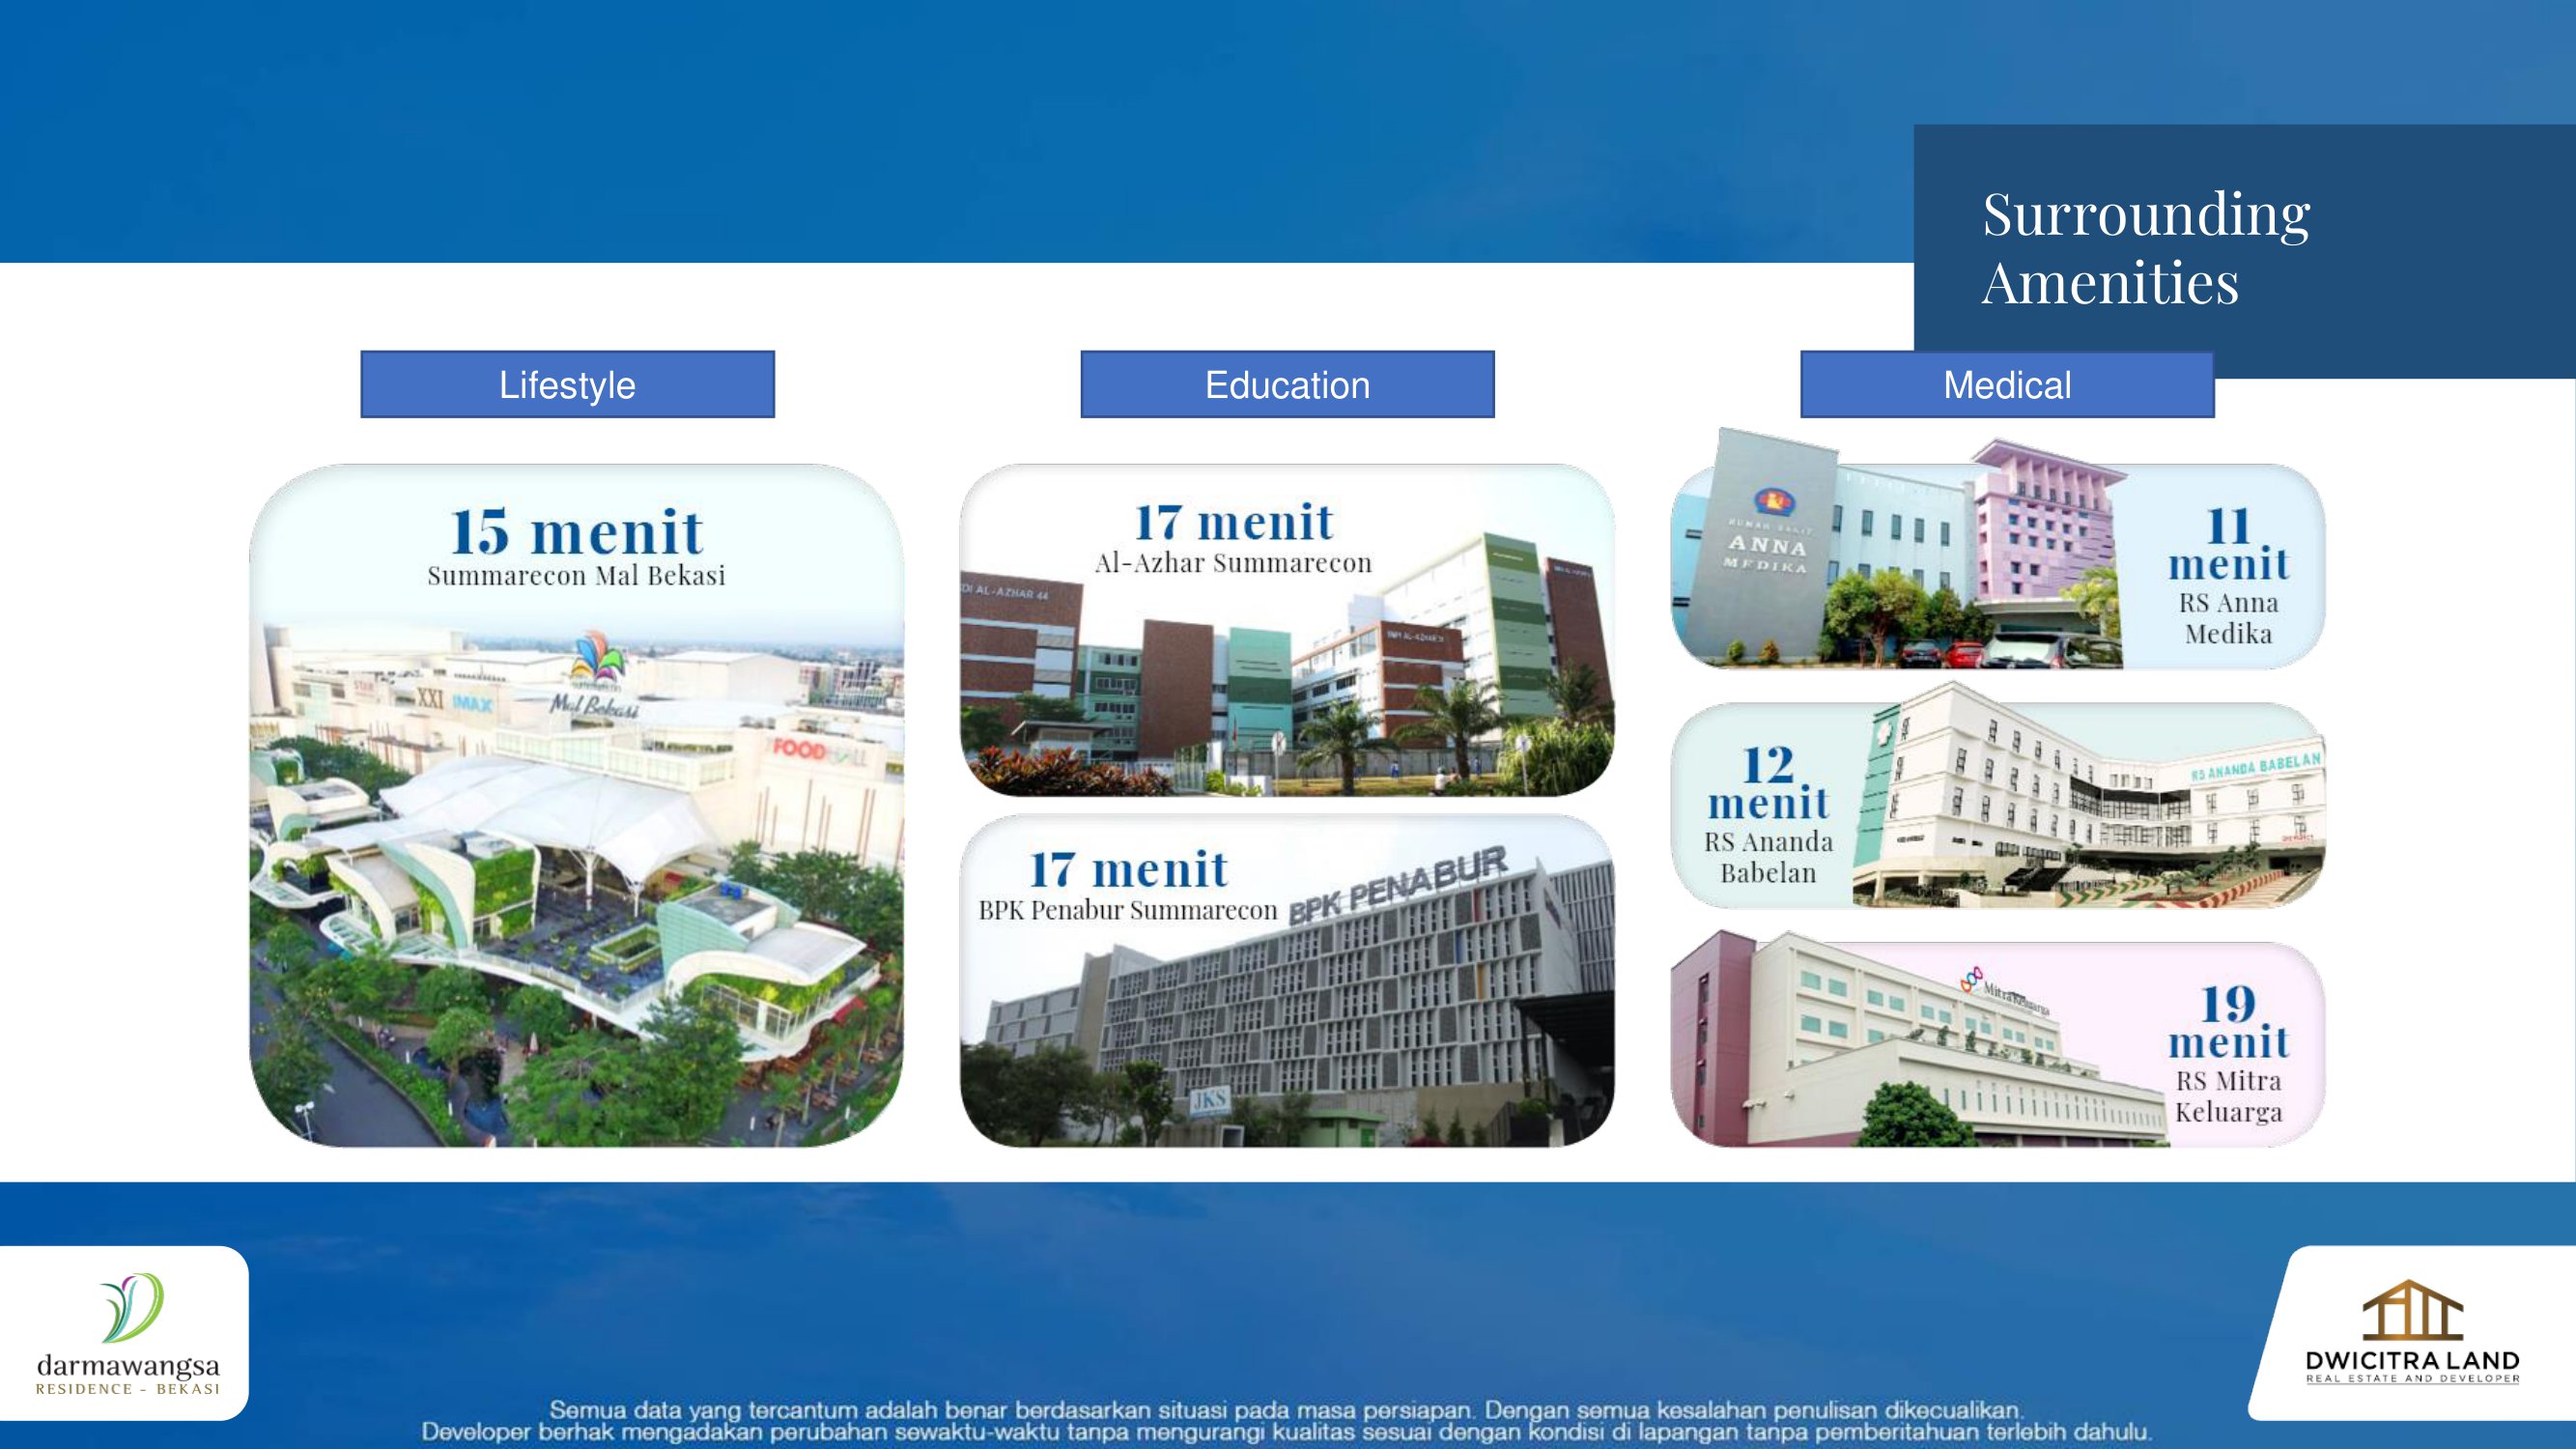 Surrounding
Amenities
Lifestyle
Education
Medical
15 menit
Summarecon Mal Bekasi
XXI IMAX
Mal Bekasi
FOOD HALL
17 menit
Al-Azhar Summarecon
AL-AZHAR 44
17 menit
BPK Penabur Summarecon
BPK PENABUR
JKS
RUMAH SAKIT
ANNA
MEDIKA
11
menit
RS Anna
Medika
12
menit
RS Ananda
Babelan
RS ANANDA BABELAN
Mitra Keluarga
19
menit
RS Mitra
Keluarga
darmawangsa
RESIDENCE - BEKASI
DWICITRA LAND
REAL ESTATE AND DEVELOPER
Semua data yang tercantum adalah benar berdasarkan situasi pada masa persiapan. Dengan semua kesalahan penulisan dikecualikan.
Developer berhak mengadakan perubahan sewaktu-waktu tanpa mengurangi kualitas sesuai dengan kondisi di lapangan tanpa pemberitahuan terlebih dahulu.